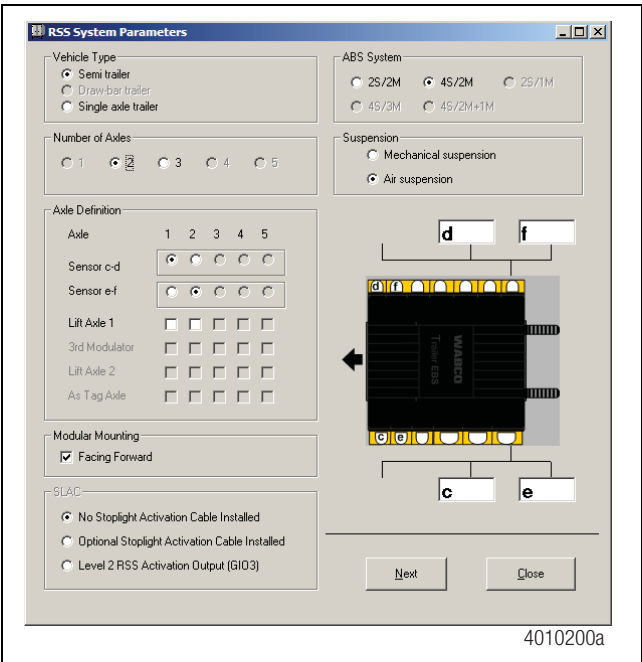 RSS System Parameters
Vehicle Type
Semi trailer
Draw-bar trailer
Single axle trailer
ABS System
2S/2M 4S/2M 2S/1M
4S/3M 4S/2M+1M
Number of Axles
1 2 3 4 5
Suspension
Mechanical suspension
Air suspension
Axle Definition
Axle 1 2 3 4 5
Sensor c-d
Sensor e-f
Lift Axle 1
3rd Modulator
Lift Axle 2
As Tag Axle
d f
d f
WABCO
Trailer EBS
c e
c e
Modular Mounting
Facing Forward
SLAC
No Stoplight Activation Cable Installed
Optional Stoplight Activation Cable Installed
Level 2 RSS Activation Output (GIO3)
Next Close
4010200a